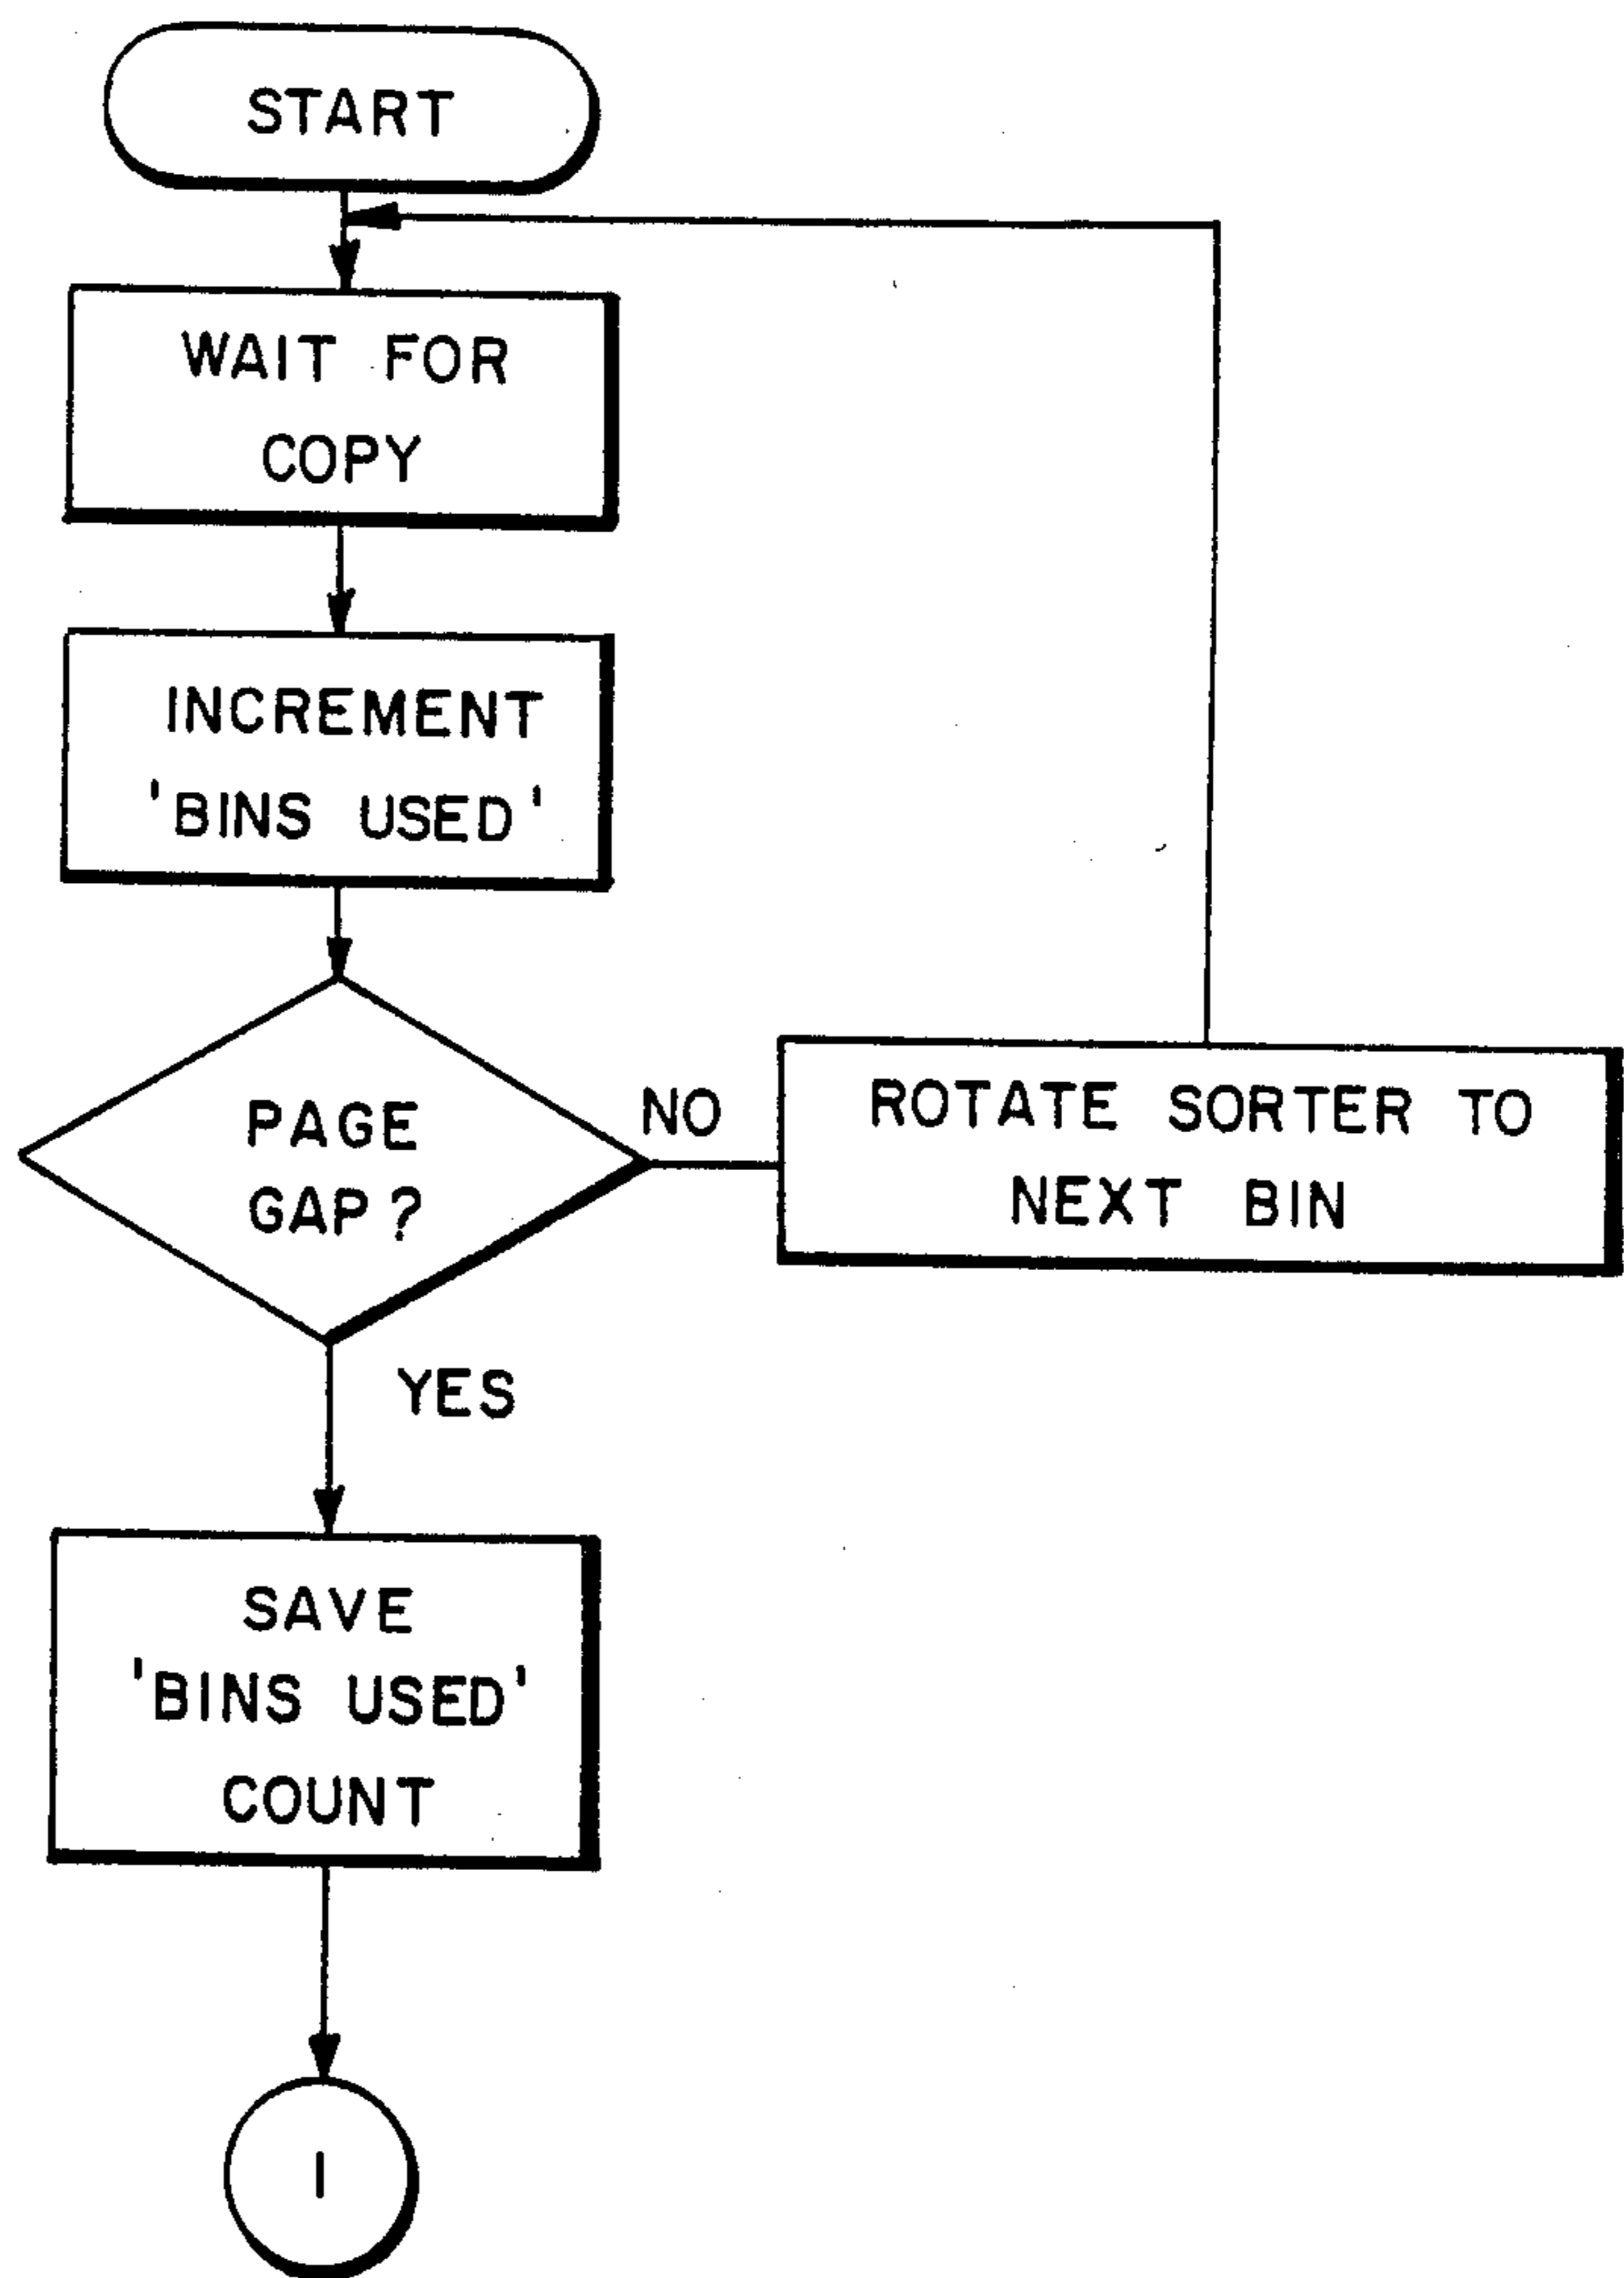 START
WAIT FOR
COPY
INCREMENT
'BINS USED'
PAGE
GAP?
NO
ROTATE SORTER TO
NEXT BIN
YES
SAVE
'BINS USED'
COUNT
1